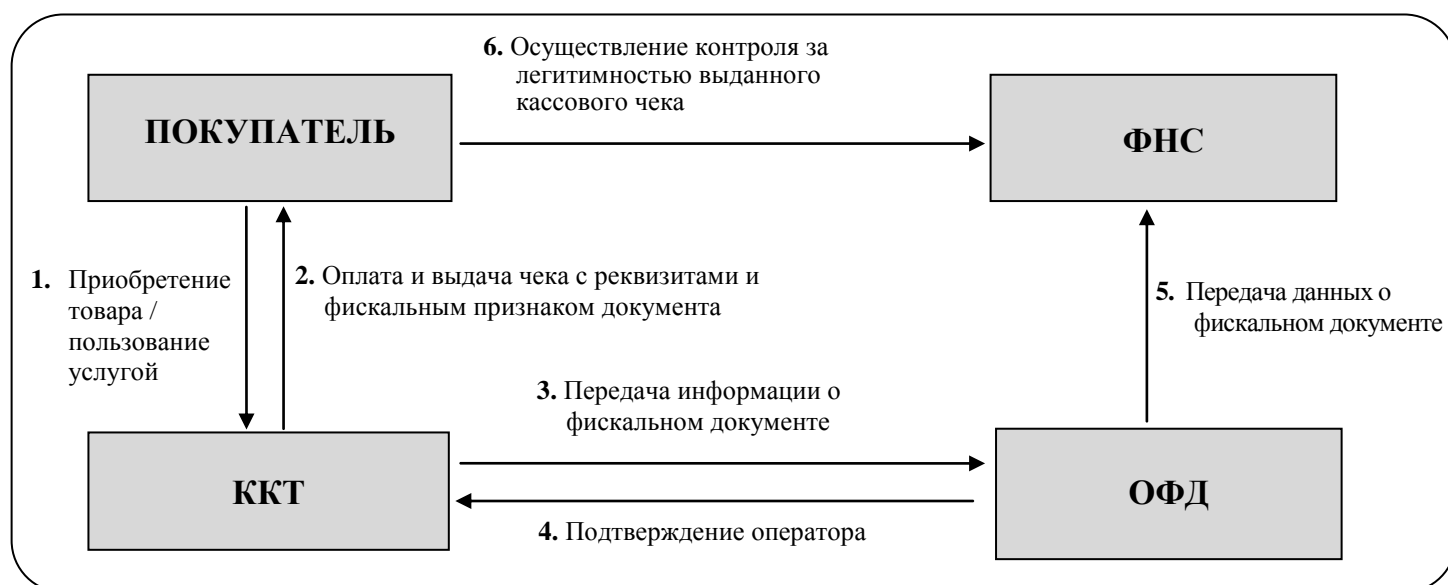 6. Осуществление контроля за
легитимностью выданного
кассового чека
ПОКУПАТЕЛЬ
ФНС
1. Приобретение
товара /
пользование
услугой
2. Оплата и выдача чека с реквизитами и
фискальным признаком документа
5. Передача данных о
фискальном документе
3. Передача информации о
фискальном документе
ККТ
ОФД
4. Подтверждение оператора